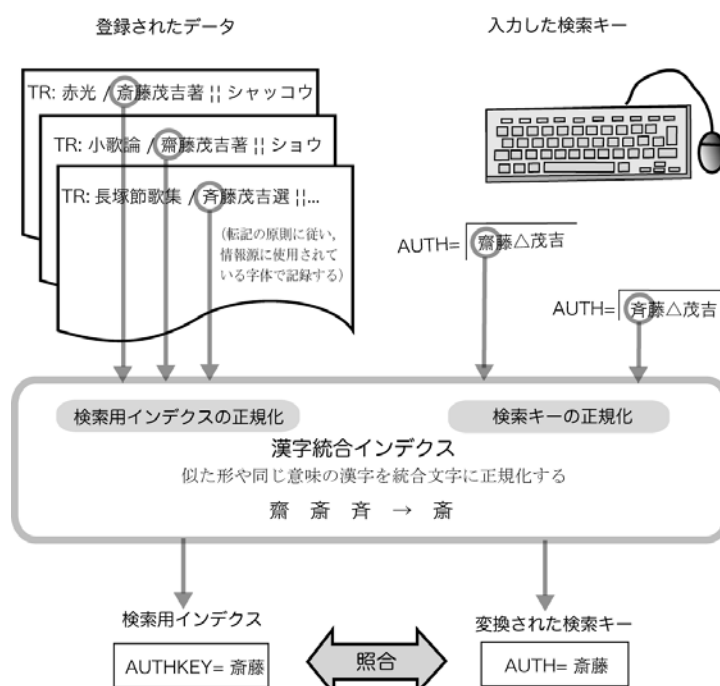 登録されたデータ
入力した検索キー
TR: 赤光 / 斎藤茂吉著 ¦¦ シャッコウ
TR: 小歌論 / 齋藤茂吉著 ¦¦ ショウ
TR: 長塚節歌集 / 斉藤茂吉選 ¦¦...
(転記の原則に従い,
情報源に使用されて
いる字体で記録する)
AUTH= 齋藤△茂吉
AUTH= 斉藤△茂吉
検索用インデクスの正規化
検索キーの正規化
漢字統合インデクス
似た形や同じ意味の漢字を統合文字に正規化する
齋 斎 斉 → 斎
検索用インデクス
変換された検索キー
AUTHKEY= 斎藤
照合
AUTH= 斎藤